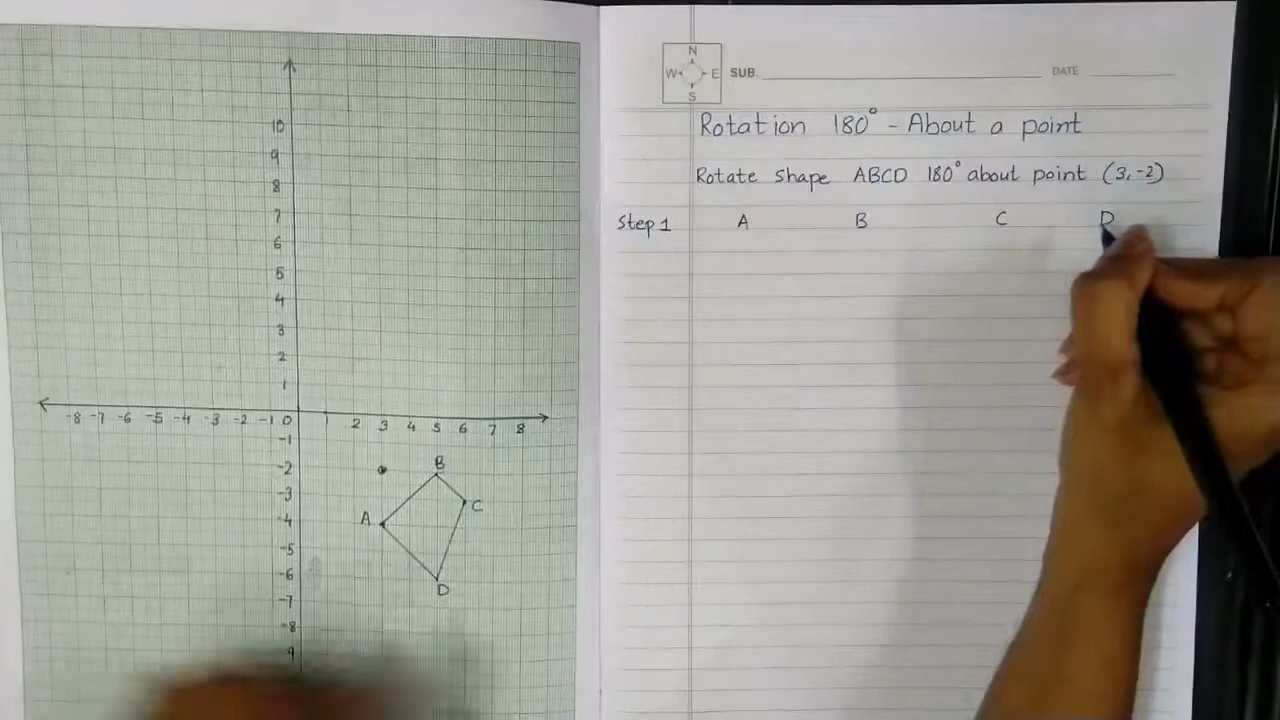 10
9
8
7
6
5
4
3
2
1
-8 -7 -6 -5 -4 -3 -2 -1 0 1 2 3 4 5 6 7 8
-1
-2
-3
-4
-5
-6
-7
-8
9
B
C
A
D
N
W E
S
SUB.
DATE
Rotation 180° - About a point
Rotate shape ABCD 180° about point (3,-2)
Step 1 A B C D